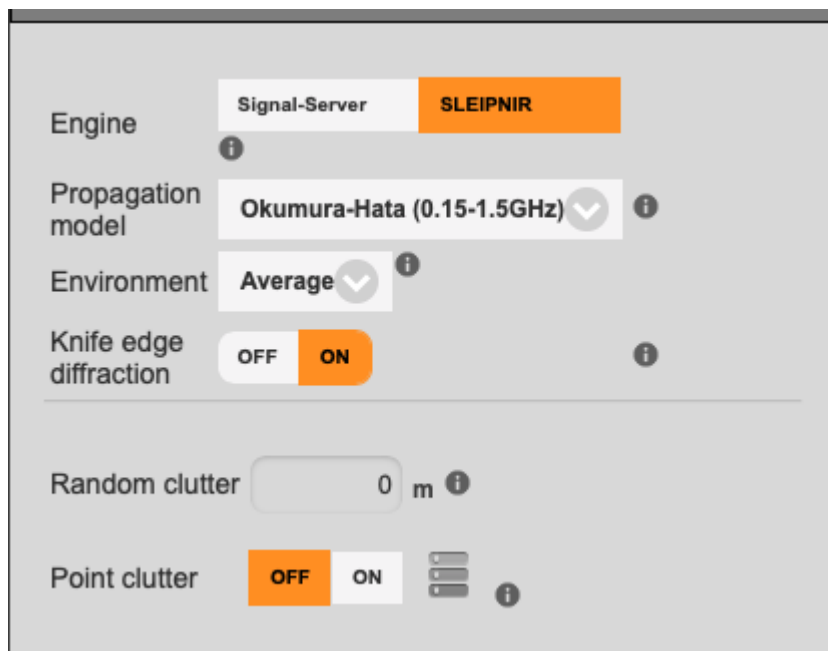 Engine
Signal-Server SLEIPNIR
Propagation
model
Okumura-Hata (0.15-1.5GHz)
Environment
Average
Knife edge
diffraction
OFF ON
Random clutter
0 m
Point clutter
OFF ON